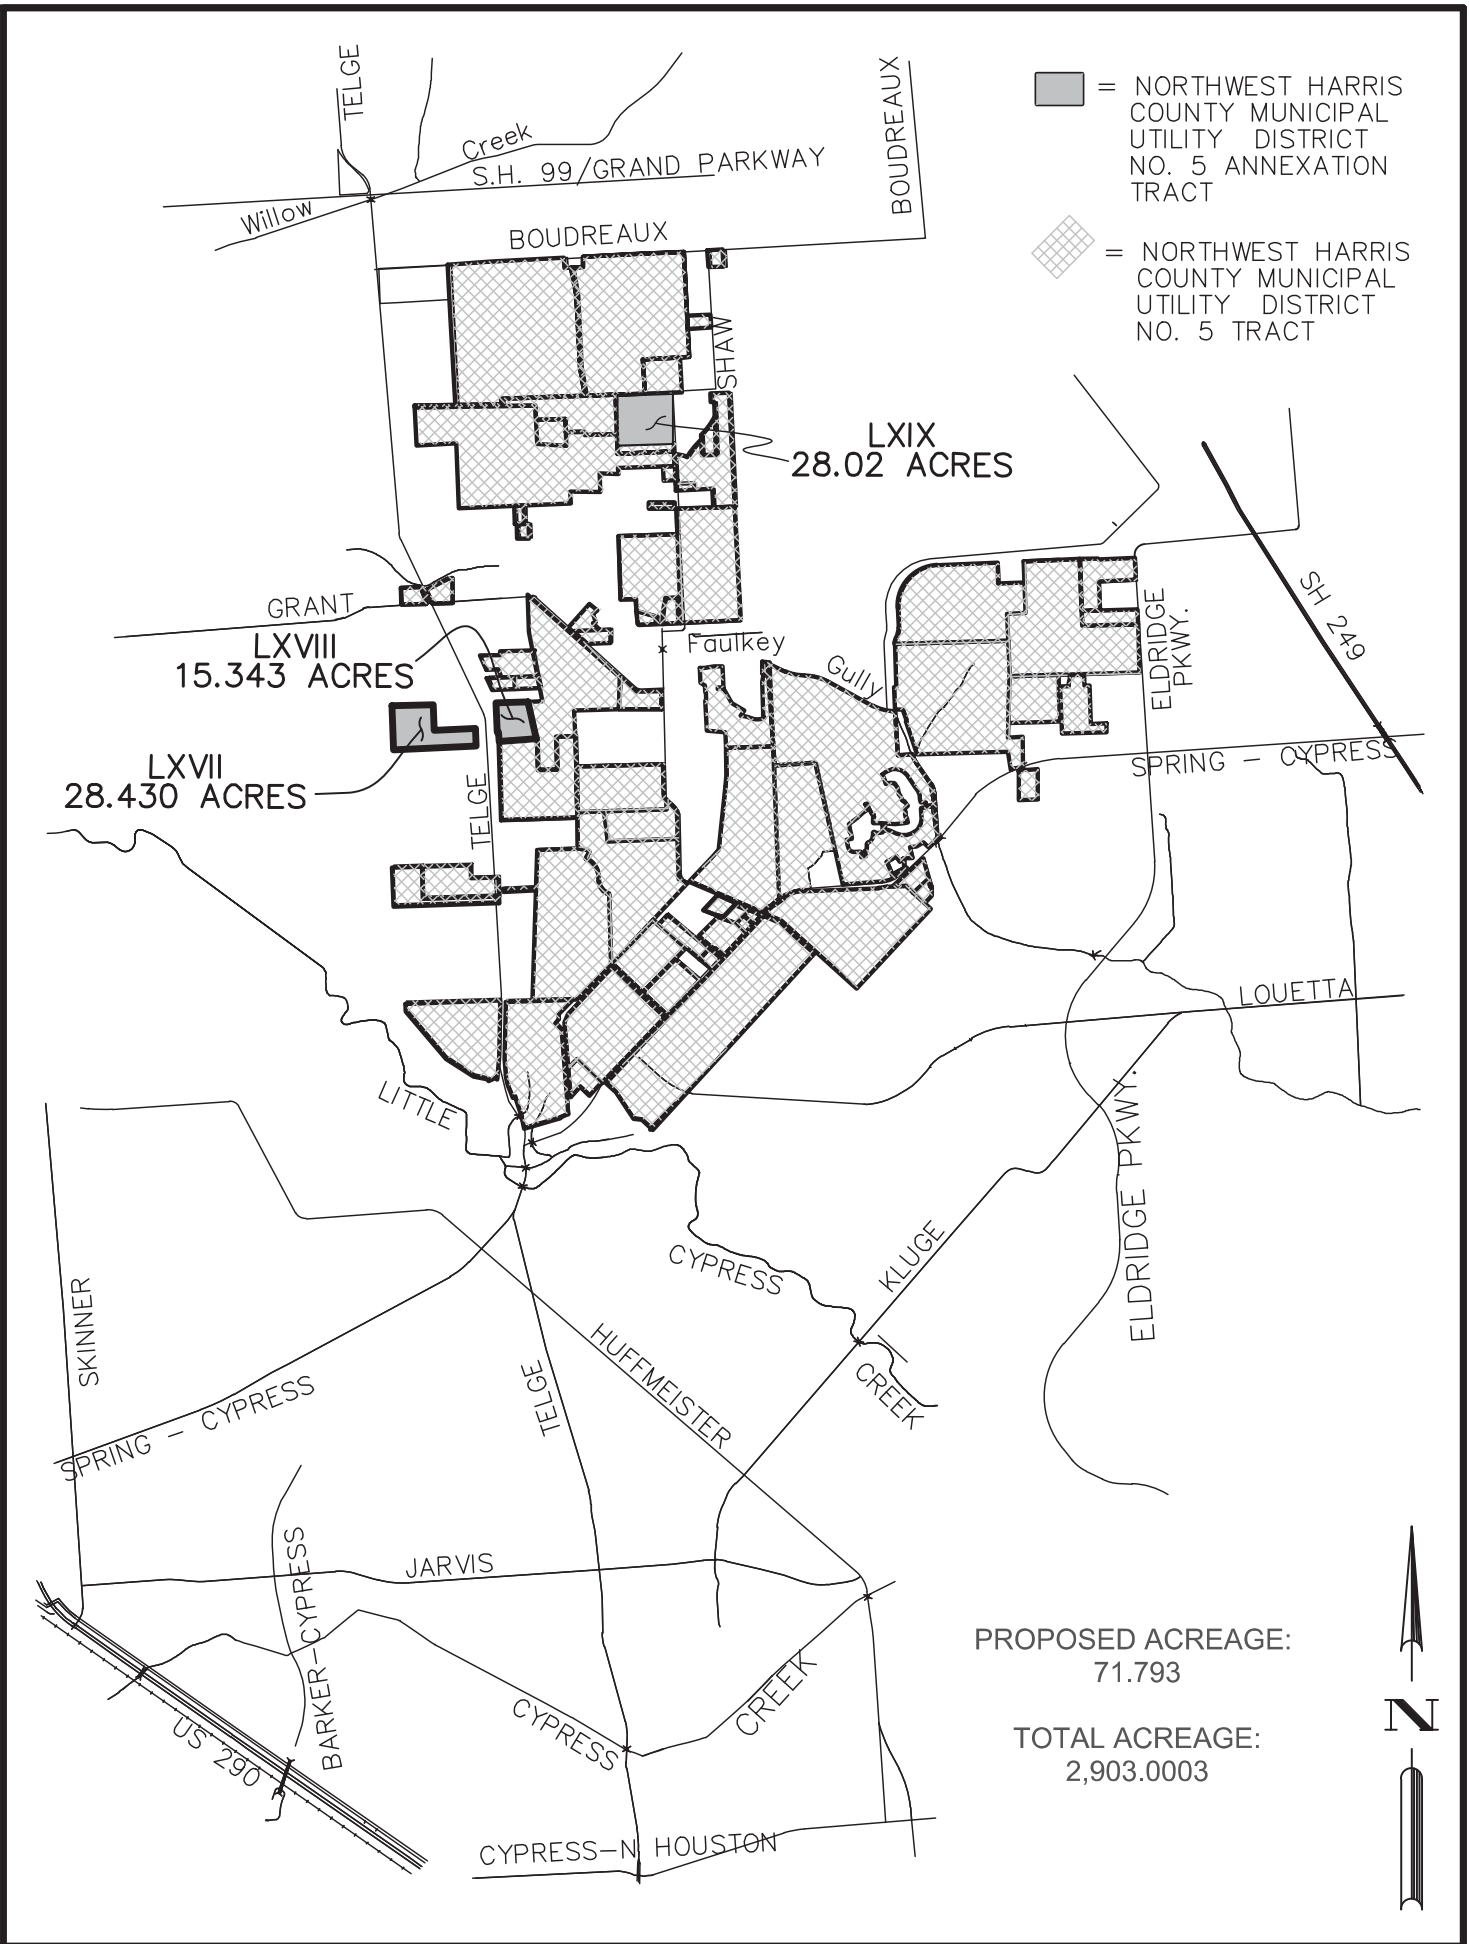 TELGE
BOUDREAUX
Creek
S.H. 99/GRAND PARKWAY
Willow
BOUDREAUX
= NORTHWEST HARRIS
COUNTY MUNICIPAL
UTILITY DISTRICT
NO. 5 ANNEXATION
TRACT
= NORTHWEST HARRIS
COUNTY MUNICIPAL
UTILITY DISTRICT
NO. 5 TRACT
SHAW
LXIX
28.02 ACRES
SH 249
GRANT
LXVIII
15.343 ACRES
Faulkey
Gully
ELDRIDGE
PKWY.
LXVII
28.430 ACRES
TELGE
SPRING – CYPRESS
LOUETTA
LITTLE
CYPRESS
CREEK
KLUGE
ELDRIDGE PKWY.
SKINNER
SPRING – CYPRESS
TELGE
HUFFMEISTER
JARVIS
BARKER–CYPRESS
US 290
CYPRESS
CREEK
CYPRESS–N HOUSTON
PROPOSED ACREAGE:
71.793
TOTAL ACREAGE:
2,903.0003
N